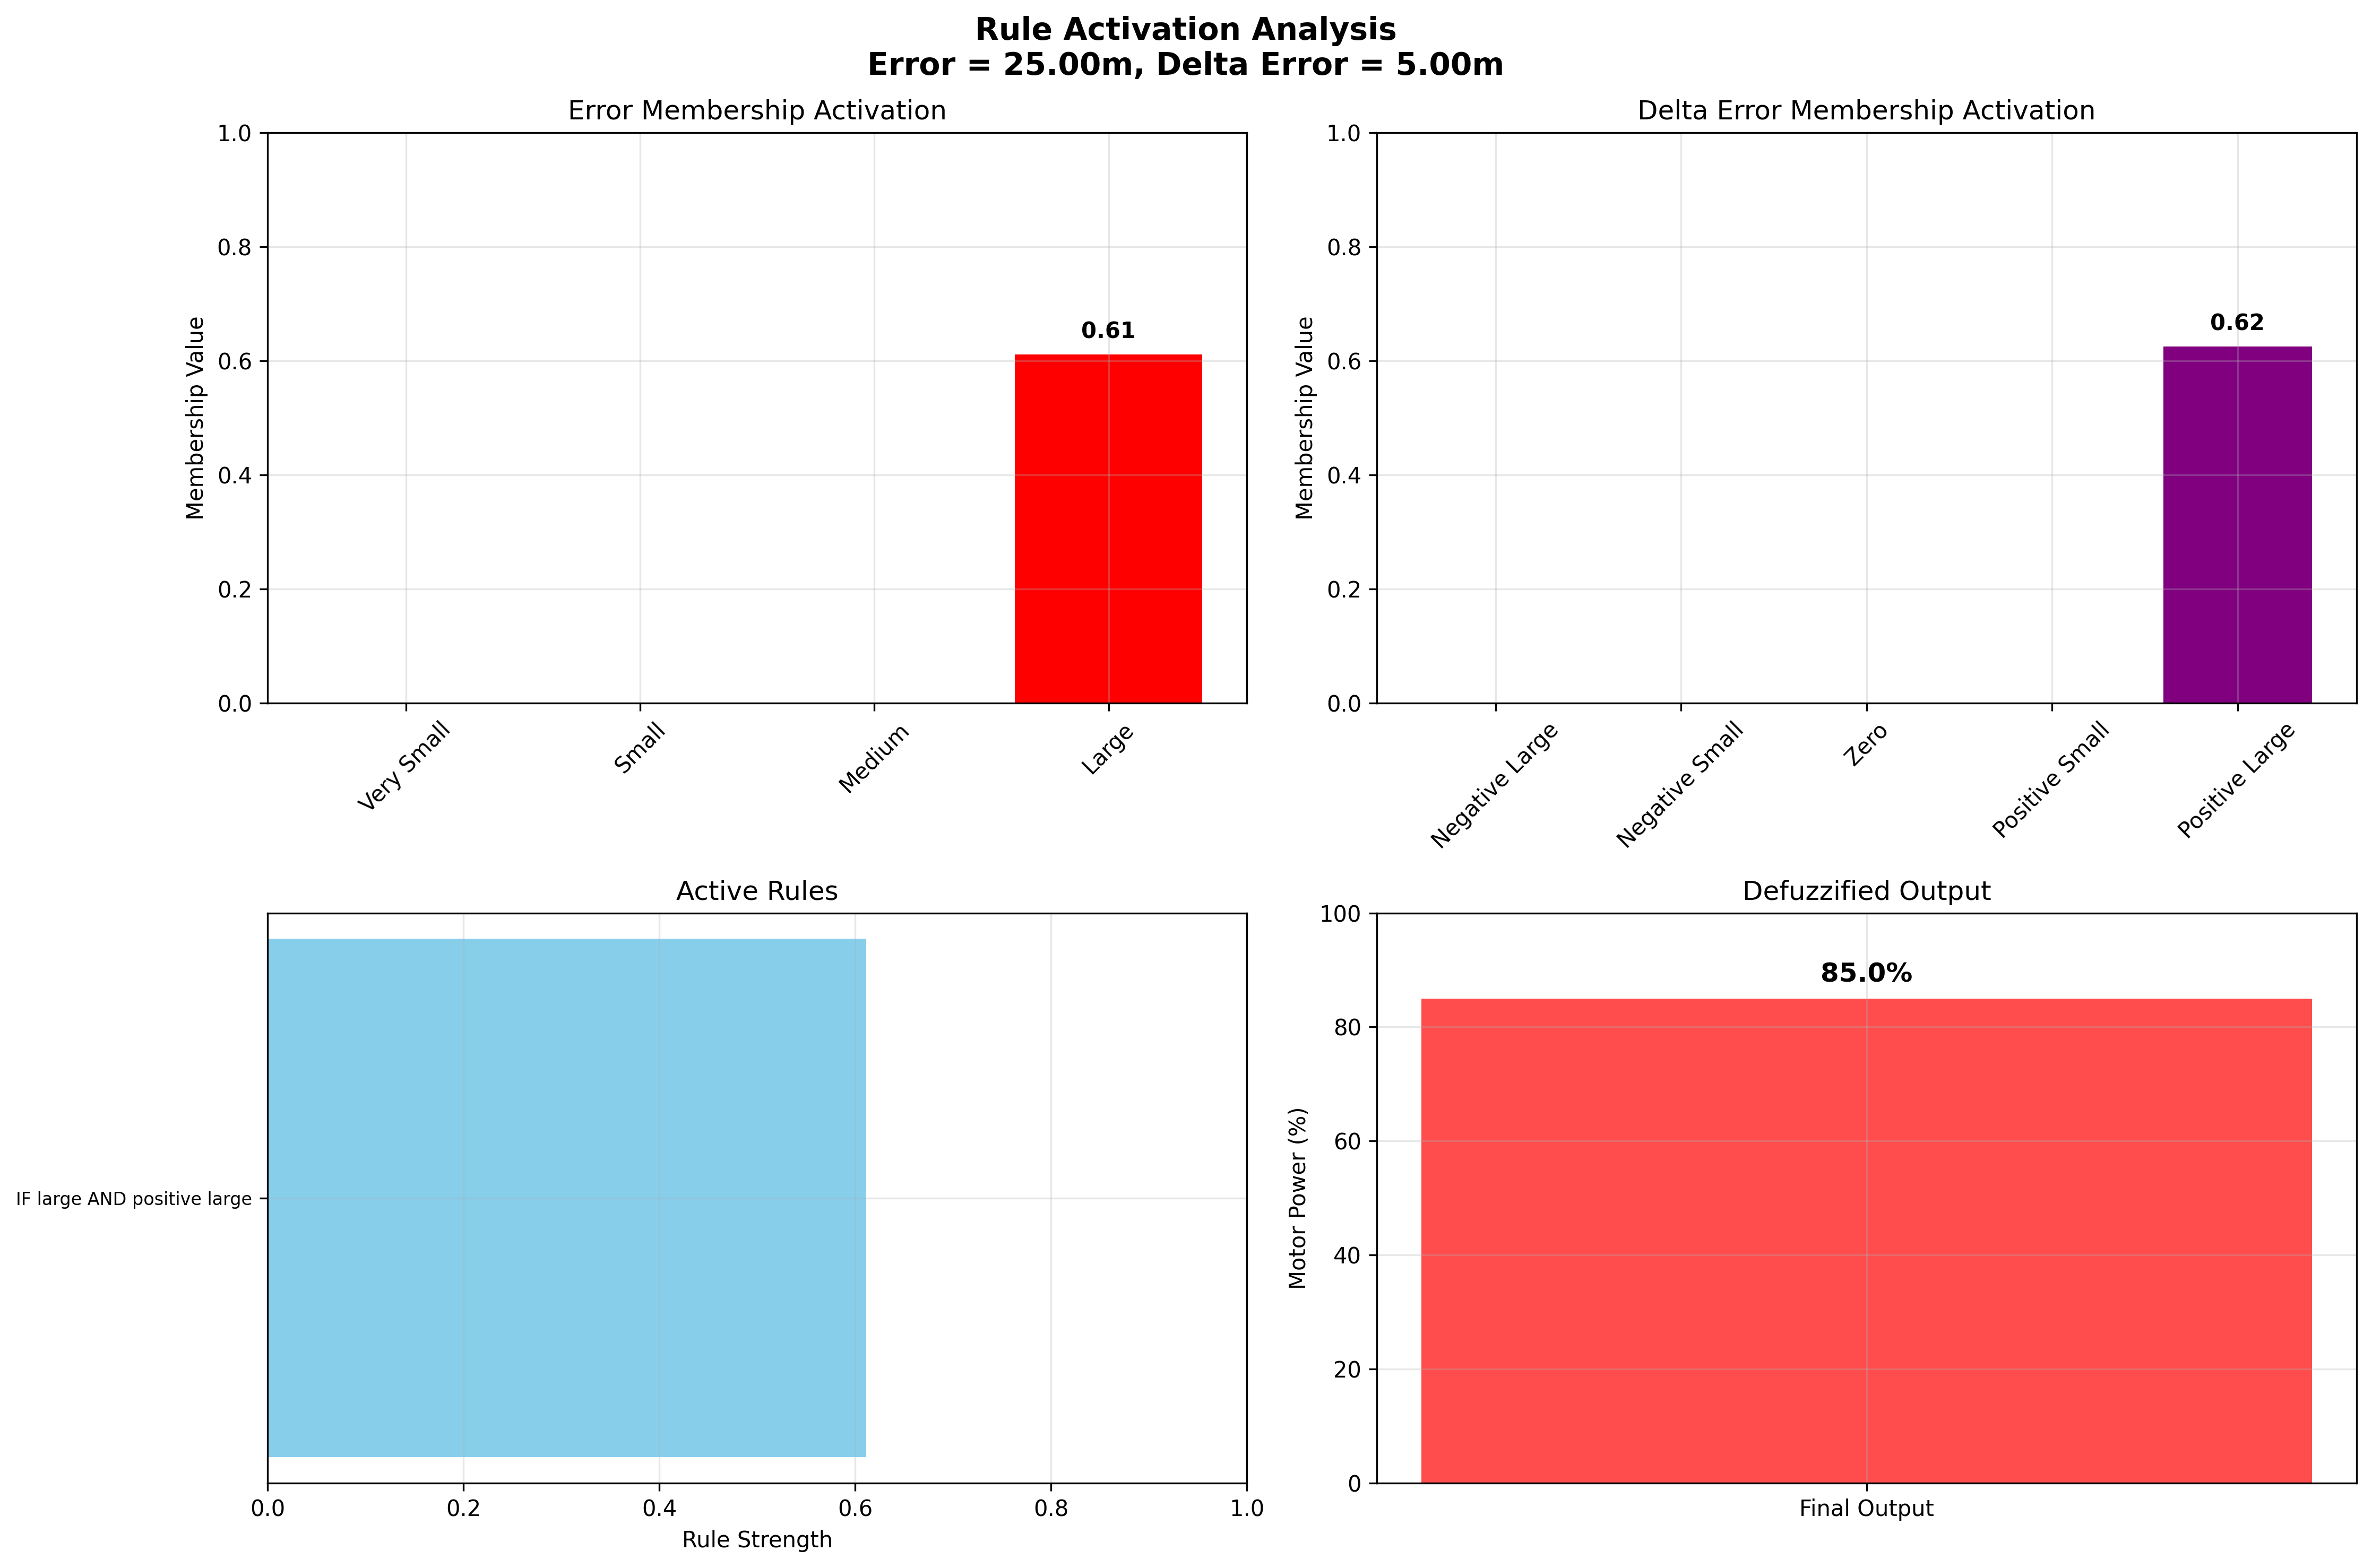 Rule Activation Analysis
Error = 25.00m, Delta Error = 5.00m
Error Membership Activation
Membership Value
1.0
0.8
0.6
0.4
0.2
0.0
0.61
Very Small
Small
Medium
Large
Delta Error Membership Activation
Membership Value
1.0
0.8
0.6
0.4
0.2
0.0
0.62
Negative Large
Negative Small
Zero
Positive Small
Positive Large
Active Rules
IF large AND positive large
0.0
0.2
0.4
0.6
0.8
1.0
Rule Strength
Defuzzified Output
Motor Power (%)
100
80
60
40
20
0
85.0%
Final Output